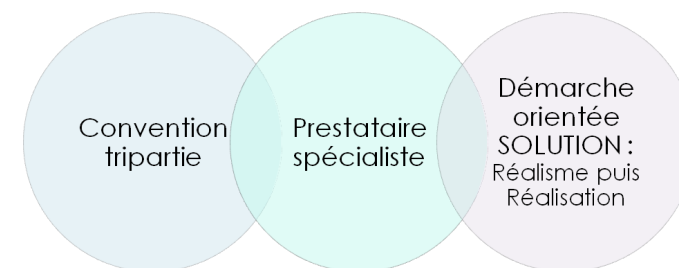 Convention
tripartie
Prestataire
spécialiste
Démarche
orientée
SOLUTION :
Réalisme puis
Réalisation